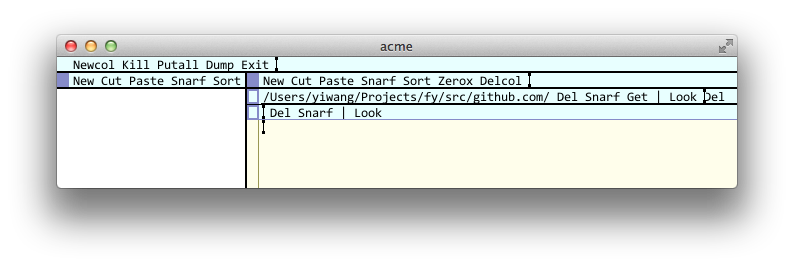 acme
Newcol Kill Putall Dump Exit
New Cut Paste Snarf Sort
New Cut Paste Snarf Sort Zerox Delcol
/Users/yiwang/Projects/fy/src/github.com/ Del Snarf Get | Look Del
Del Snarf | Look